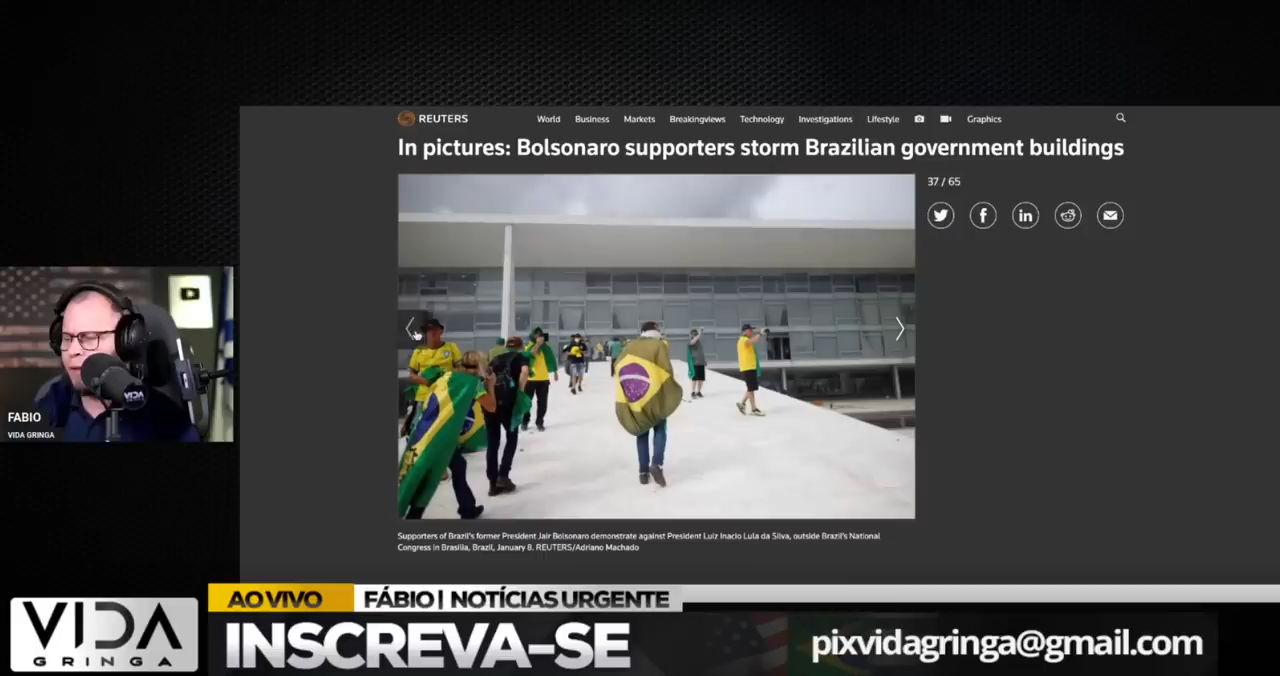 REUTERS
World Business Markets Breakingviews Technology Investigations Lifestyle Graphics
In pictures: Bolsonaro supporters storm Brazilian government buildings
37 / 65
Supporters of Brazil's former President Jair Bolsonaro demonstrate against President Luiz Inacio Lula da Silva, outside Brazil's National
Congress in Brasilia, Brazil, January 8. REUTERS/Adriano Machado
VIDA
FABIO
VIDA GRINGA
AO VIVO FÁBIO | NOTÍCIAS URGENTE
VIDA
GRINGA
INSCREVA-SE
pixvidagringa@gmail.com